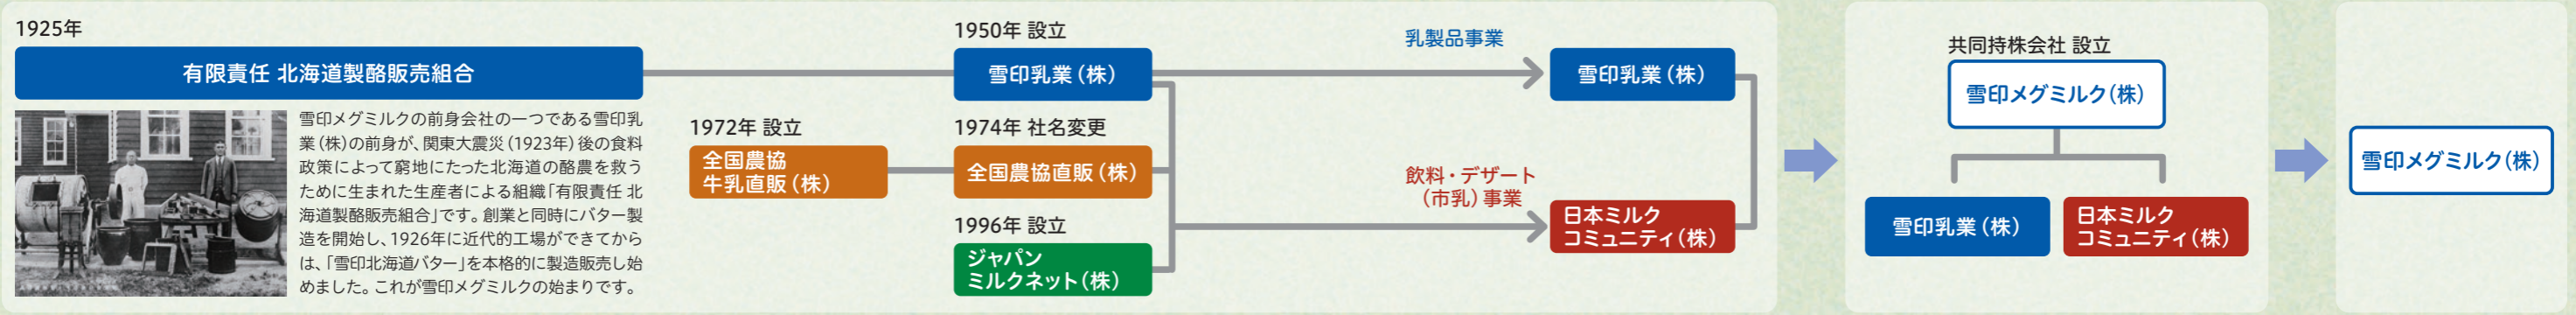 1925年
有限責任 北海道製酪販売組合
雪印メグミルクの前身会社の一つである雪印乳
業(株)の前身が、関東大震災(1923年)後の食料
政策によって窮地にたった北海道の酪農を救う
ために生まれた生産者による組織「有限責任 北
海道製酪販売組合」です。創業と同時にバター製
造を開始し、1926年に近代的工場ができてから
は、「雪印北海道バター」を本格的に製造販売し始
めました。これが雪印メグミルクの始まりです。
1972年 設立
全国農協
牛乳直販(株)
1950年 設立
雪印乳業(株)
1974年 社名変更
全国農協直販(株)
1996年 設立
ジャパン
ミルクネット(株)
乳製品事業
雪印乳業(株)
飲料・デザート
(市乳)事業
日本ミルク
コミュニティ(株)
共同持株会社 設立
雪印メグミルク(株)
雪印乳業(株)
日本ミルク
コミュニティ(株)
雪印メグミルク(株)